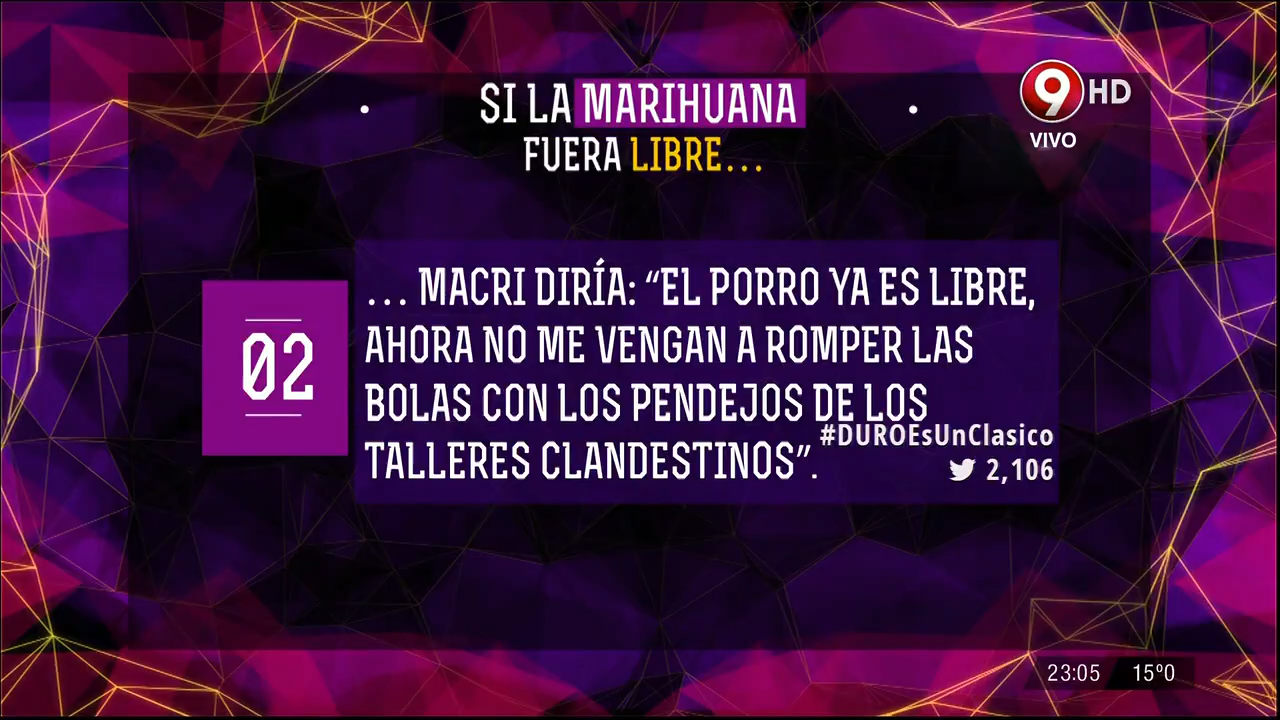 SI LA MARIHUANA
FUERA LIBRE...
9 HD
VIVO
02
... MACRI DIRÍA: “EL PORRO YA ES LIBRE,
AHORA NO ME VENGAN A ROMPER LAS
BOLAS CON LOS PENDEJOS DE LOS
TALLERES CLANDESTINOS”.
#DUROEsUnClasico
2,106
23:05 15º0